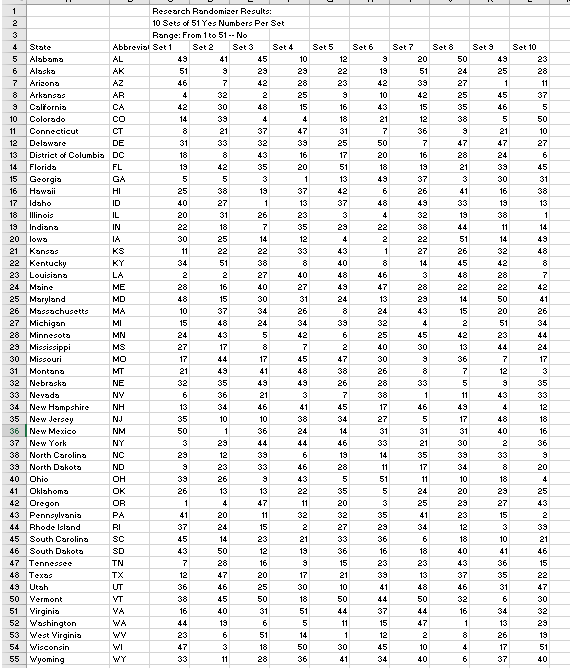 1 Research Randomizer Results:
2 10 Sets of 51 Yes Numbers Per Set
3 Range: From 1 to 51 -- No
4 State Abbreviat Set 1 Set 2 Set 3 Set 4 Set 5 Set 6 Set 7 Set 8 Set 9 Set 10
5 Alabama AL 49 41 45 10 12 9 20 50 49 23
6 Alaska AK 51 9 29 29 22 19 51 24 25 28
7 Arizona AZ 46 7 42 28 23 42 39 27 1 11
8 Arkansas AR 4 32 2 25 9 10 42 25 45 37
9 California CA 42 30 48 15 16 43 15 35 46 5
10 Colorado CO 14 39 4 4 18 21 12 38 5 50
11 Connecticut CT 8 21 37 47 31 7 36 9 21 10
12 Delaware DE 31 33 32 39 25 50 7 47 47 27
13 District of Columbia DC 18 8 43 16 17 20 16 28 24 6
14 Florida FL 19 42 35 20 51 18 19 21 39 45
15 Georgia GA 5 5 3 1 13 49 37 3 30 31
16 Hawaii HI 25 38 19 37 42 6 26 41 16 38
17 Idaho ID 40 27 1 13 37 48 49 33 19 13
18 Illinois IL 20 31 26 23 3 4 32 19 38 1
19 Indiana IN 22 18 7 35 29 22 38 44 11 14
20 Iowa IA 30 25 14 12 4 2 22 51 14 49
21 Kansas KS 11 22 22 33 43 1 27 26 32 48
22 Kentucky KY 34 51 38 8 40 8 14 45 42 8
23 Louisiana LA 2 2 27 40 48 46 3 48 28 7
24 Maine ME 28 16 40 27 49 47 28 22 22 42
25 Maryland MD 48 15 30 31 24 13 29 14 50 41
26 Massachusetts MA 10 37 34 26 8 24 43 15 20 26
27 Michigan MI 15 48 24 34 39 32 4 2 51 34
28 Minnesota MN 24 43 5 42 6 25 45 42 23 44
29 Mississippi MS 27 17 8 7 2 40 30 13 44 24
30 Missouri MO 17 44 17 45 47 30 9 36 7 17
31 Montana MT 21 49 41 48 38 26 8 7 12 3
32 Nebraska NE 32 35 49 49 26 28 33 5 9 35
33 Nevada NV 6 36 21 3 7 38 1 11 43 33
34 New Hampshire NH 13 34 46 41 45 17 46 49 4 12
35 New Jersey NJ 35 10 10 38 34 27 5 17 48 18
36 New Mexico NM 50 1 36 24 14 31 31 31 40 16
37 New York NY 3 29 44 44 46 33 21 30 2 36
38 North Carolina NC 29 12 39 6 19 14 35 39 33 9
39 North Dakota ND 9 23 33 46 28 11 17 34 8 20
40 Ohio OH 39 26 9 43 5 51 11 10 18 4
41 Oklahoma OK 26 13 13 22 35 5 24 20 29 25
42 Oregon OR 1 4 47 11 20 3 25 29 27 43
43 Pennsylvania PA 41 20 11 32 32 35 41 23 15 2
44 Rhode Island RI 37 24 15 2 27 29 34 12 3 39
45 South Carolina SC 45 14 23 21 33 36 6 18 10 21
46 South Dakota SD 43 50 12 19 36 16 18 40 41 46
47 Tennessee TN 7 28 16 9 15 23 23 43 36 15
48 Texas TX 12 47 20 17 21 39 13 37 35 22
49 Utah UT 36 46 25 30 10 41 48 46 31 47
50 Vermont VT 38 45 50 18 50 44 50 32 6 30
51 Virginia VA 16 40 31 51 44 37 44 16 34 32
52 Washington WA 44 19 6 5 11 15 47 1 13 29
53 West Virginia WV 23 6 51 14 1 12 2 8 26 19
54 Wisconsin WI 47 3 18 50 30 45 10 4 17 51
55 Wyoming WY 33 11 28 36 41 34 40 6 37 40